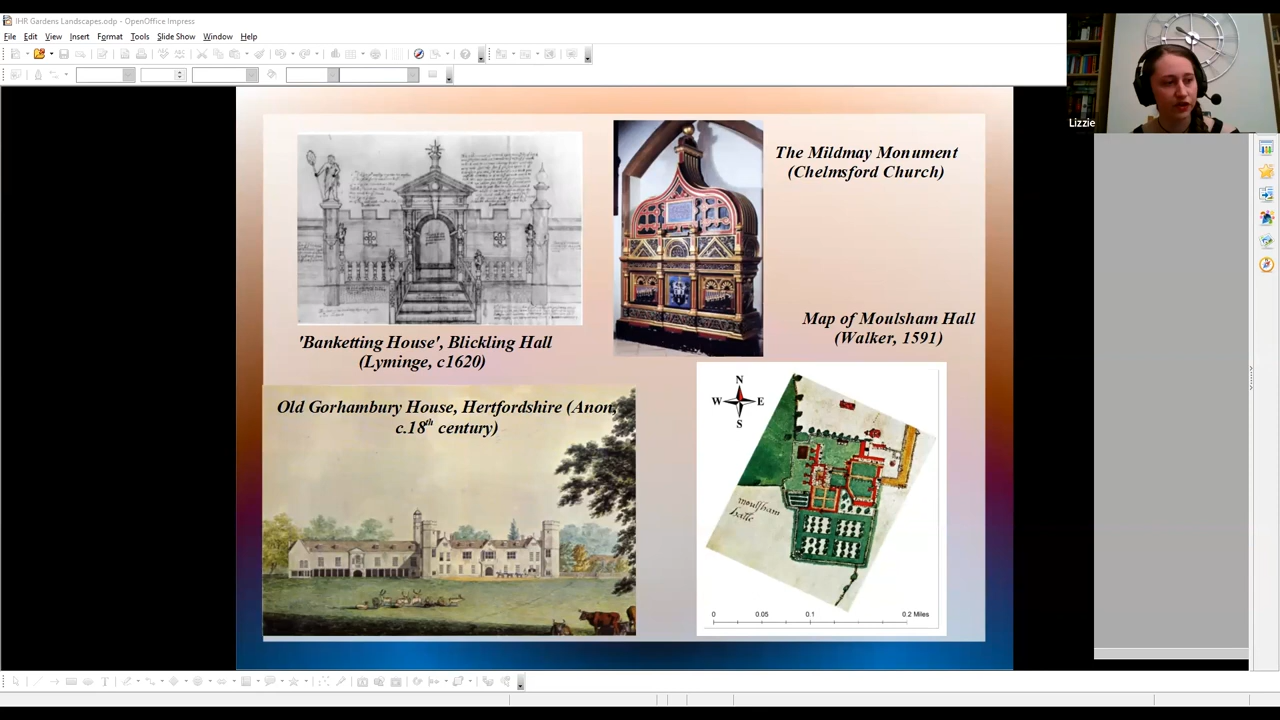 IHR Gardens Landscapes.odp - OpenOffice Impress
File Edit View Insert Format Tools Slide Show Window Help
Lizzie
The Mildmay Monument
(Chelmsford Church)
Map of Moulsham Hall
(Walker, 1591)
'Banketting House', Blickling Hall
(Lyminge, c1620)
Old Gorhambury House, Hertfordshire (Anon,
c.18th century)
N
W E
S
moulsham
halle
0 0.05 0.1 0.2 Miles